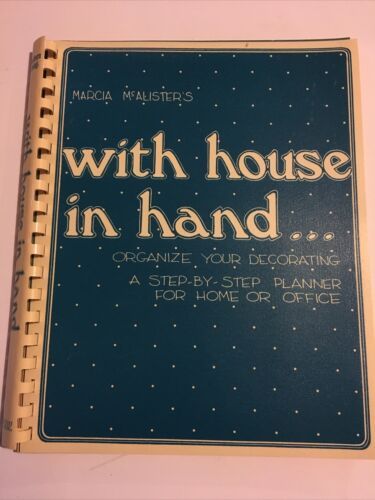 MARCIA McALISTER'S
with house
in hand...
ORGANIZE YOUR DECORATING
A STEP-BY-STEP PLANNER
FOR HOME OR OFFICE
with house in hand